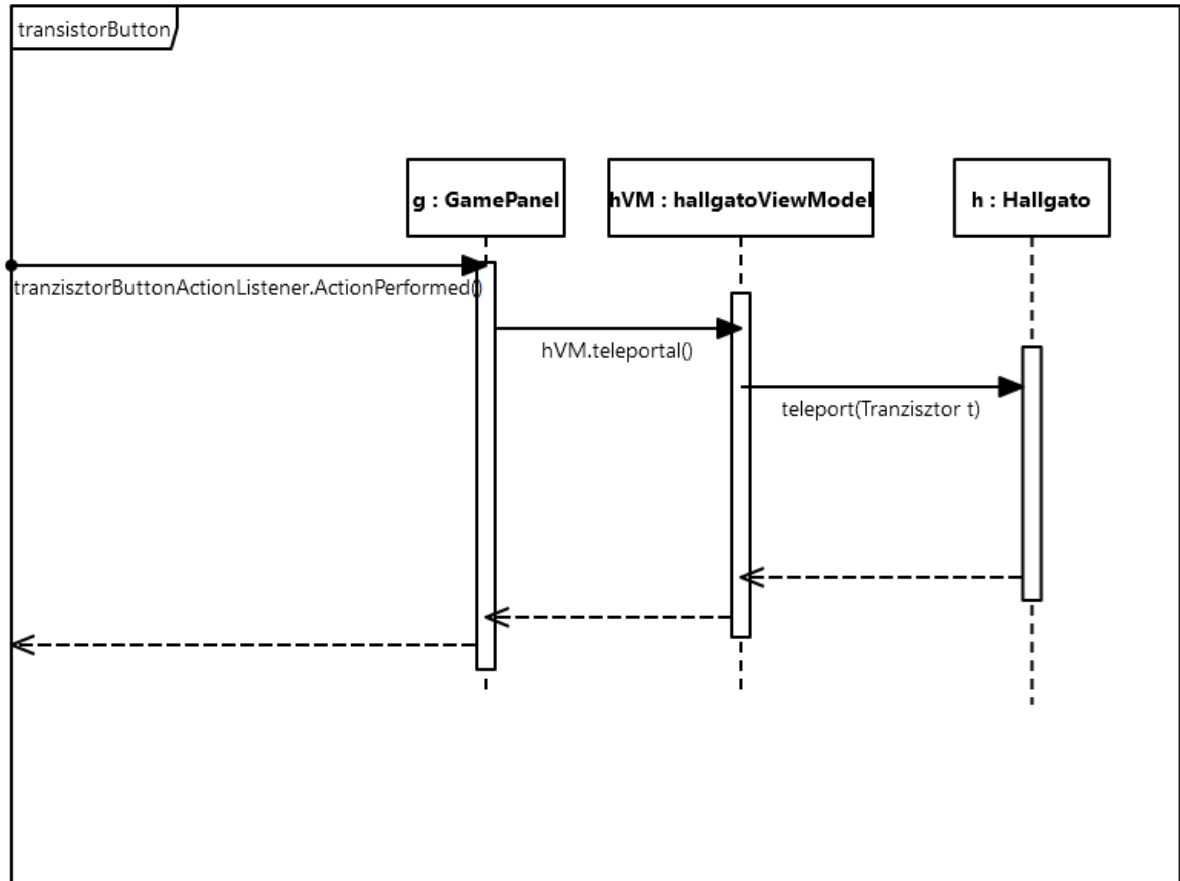 transistorButton
g : GamePanel
hVM : hallgatoViewModel
h : Hallgato
tranzisztorButtonActionListener.ActionPerformed()
hVM.teleportal()
teleport(Tranzisztor t)